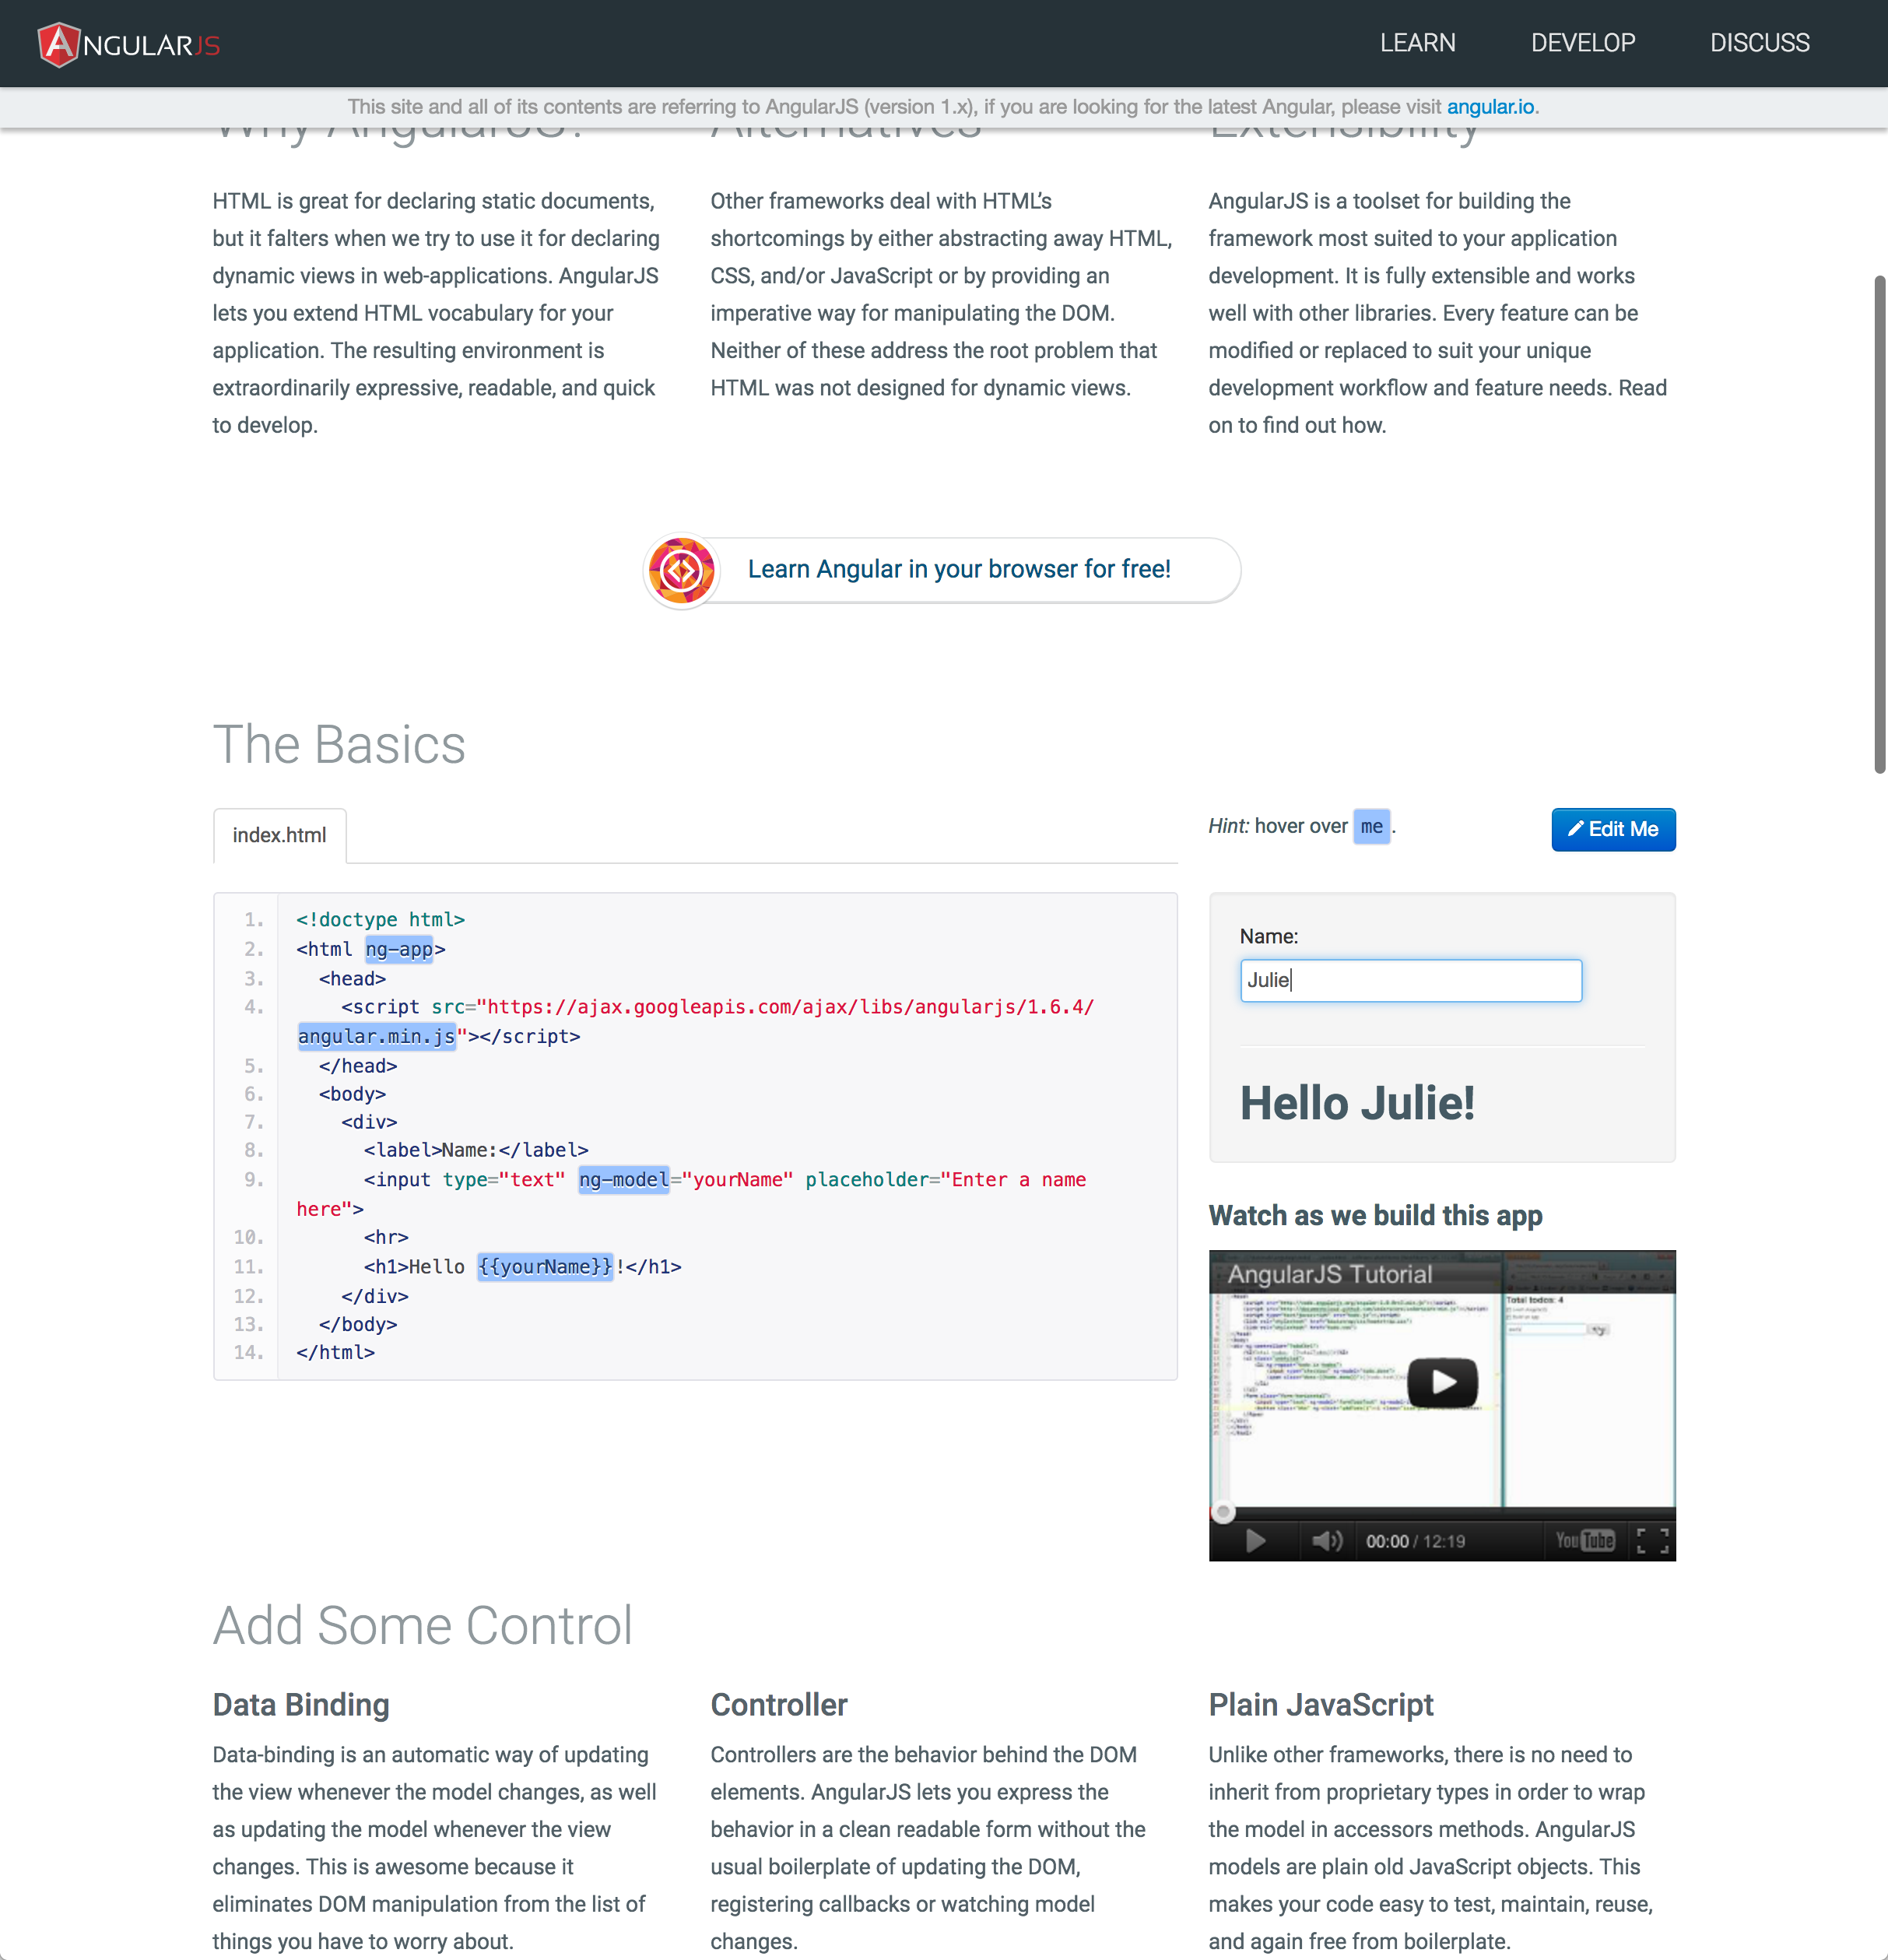 ANGULARJS
LEARN
DEVELOP
DISCUSS
This site and all of its contents are referring to AngularJS (version 1.x), if you are looking for the latest Angular, please visit angular.io.
Why AngularJS?
HTML is great for declaring static documents,
but it falters when we try to use it for declaring
dynamic views in web-applications. AngularJS
lets you extend HTML vocabulary for your
application. The resulting environment is
extraordinarily expressive, readable, and quick
to develop.
Alternatives
Other frameworks deal with HTML’s
shortcomings by either abstracting away HTML,
CSS, and/or JavaScript or by providing an
imperative way for manipulating the DOM.
Neither of these address the root problem that
HTML was not designed for dynamic views.
Extensibility
AngularJS is a toolset for building the
framework most suited to your application
development. It is fully extensible and works
well with other libraries. Every feature can be
modified or replaced to suit your unique
development workflow and feature needs. Read
on to find out how.
Learn Angular in your browser for free!
The Basics
index.html
1. <!doctype html>
2. <html ng-app>
3. <head>
4. <script src="https://ajax.googleapis.com/ajax/libs/angularjs/1.6.4/
angular.min.js"></script>
5. </head>
6. <body>
7. <div>
8. <label>Name:</label>
9. <input type="text" ng-model="yourName" placeholder="Enter a name
here">
10. <hr>
11. <h1>Hello {{yourName}}!</h1>
12. </div>
13. </body>
14. </html>
Hint: hover over me.
Edit Me
Name:
Julie
Hello Julie!
Watch as we build this app
AngularJS Tutorial
Total todos: 4
00:00 / 12:19
YouTube
Add Some Control
Data Binding
Data-binding is an automatic way of updating
the view whenever the model changes, as well
as updating the model whenever the view
changes. This is awesome because it
eliminates DOM manipulation from the list of
things you have to worry about.
Controller
Controllers are the behavior behind the DOM
elements. AngularJS lets you express the
behavior in a clean readable form without the
usual boilerplate of updating the DOM,
registering callbacks or watching model
changes.
Plain JavaScript
Unlike other frameworks, there is no need to
inherit from proprietary types in order to wrap
the model in accessors methods. AngularJS
models are plain old JavaScript objects. This
makes your code easy to test, maintain, reuse,
and again free from boilerplate.